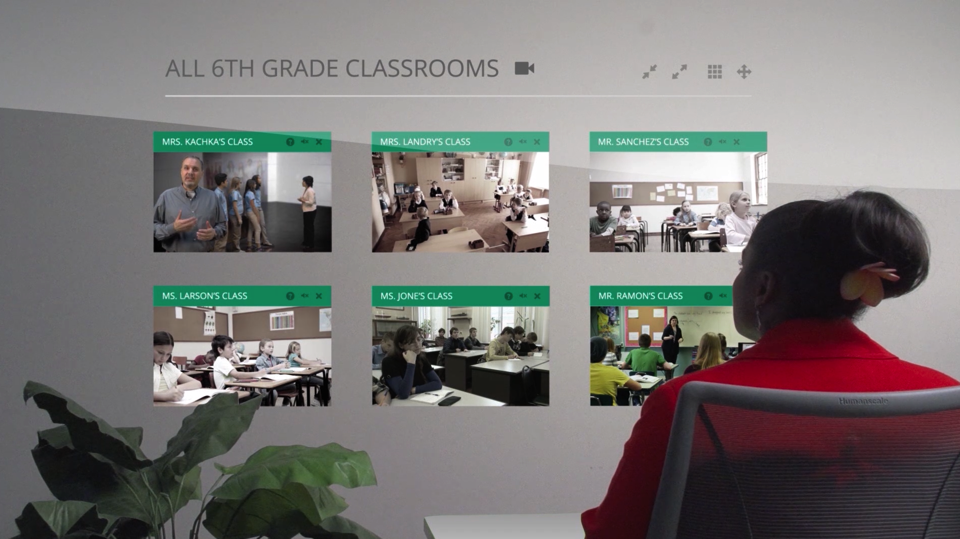 ALL 6TH GRADE CLASSROOMS
MRS. KACHKA'S CLASS
MRS. LANDRY'S CLASS
MR. SANCHEZ'S CLASS
MS. LARSON'S CLASS
MS. JONE'S CLASS
MR. RAMON'S CLASS
Humanscale